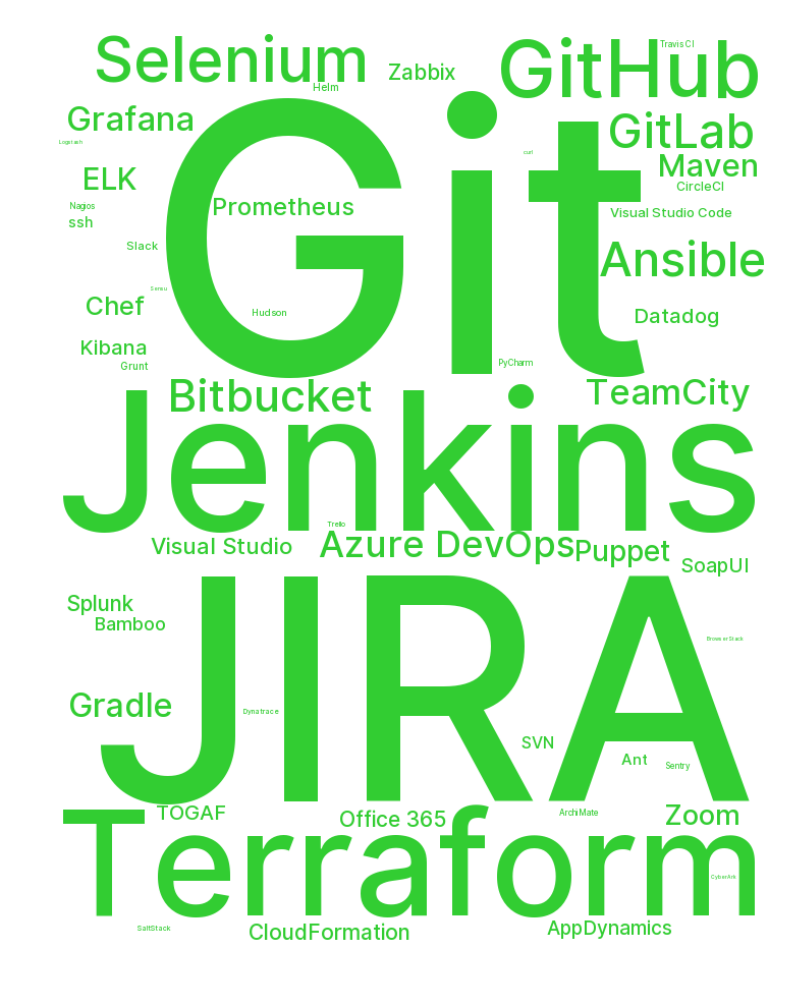 Selenium
GitHub
Travis CI
Zabbix
Helm
Grafana
Git
GitLab
Logstash
curl
Maven
ELK
CircleCI
Nagios
Prometheus
Visual Studio Code
ssh
Slack
Ansible
Sensu
Chef
Hudson
Datadog
Kibana
Grunt
PyCharm
Bitbucket
TeamCity
Jenkins
Trello
Visual Studio
Azure DevOps
Puppet
SoapUI
JIRA
Splunk
Bamboo
BrowserStack
Gradle
Dynatrace
SVN
Ant
Sentry
TOGAF
Office 365
ArchiMate
Zoom
Terraform
CyberArk
SaltStack
CloudFormation
AppDynamics